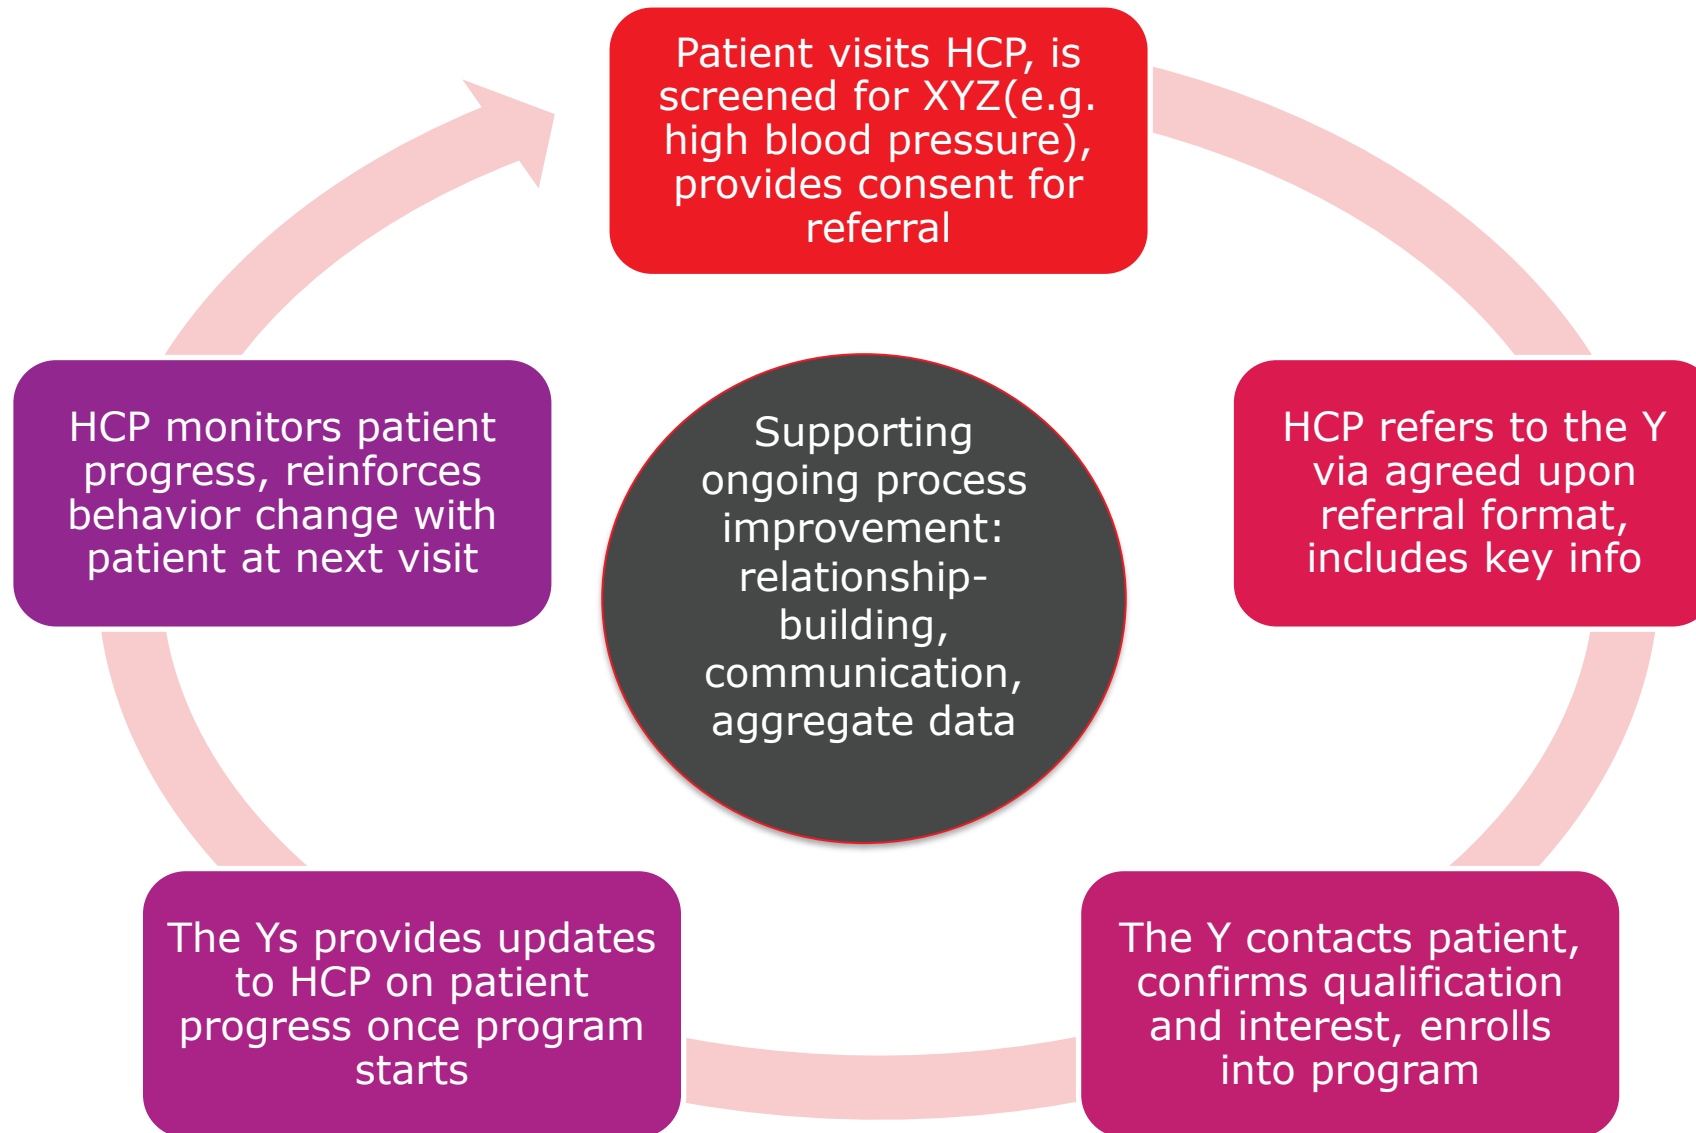 Patient visits HCP, is
screened for XYZ(e.g.
high blood pressure),
provides consent for
referral
HCP refers to the Y
via agreed upon
referral format,
includes key info
The Y contacts patient,
confirms qualification
and interest, enrolls
into program
The Ys provides updates
to HCP on patient
progress once program
starts
HCP monitors patient
progress, reinforces
behavior change with
patient at next visit
Supporting
ongoing process
improvement:
relationship-
building,
communication,
aggregate data